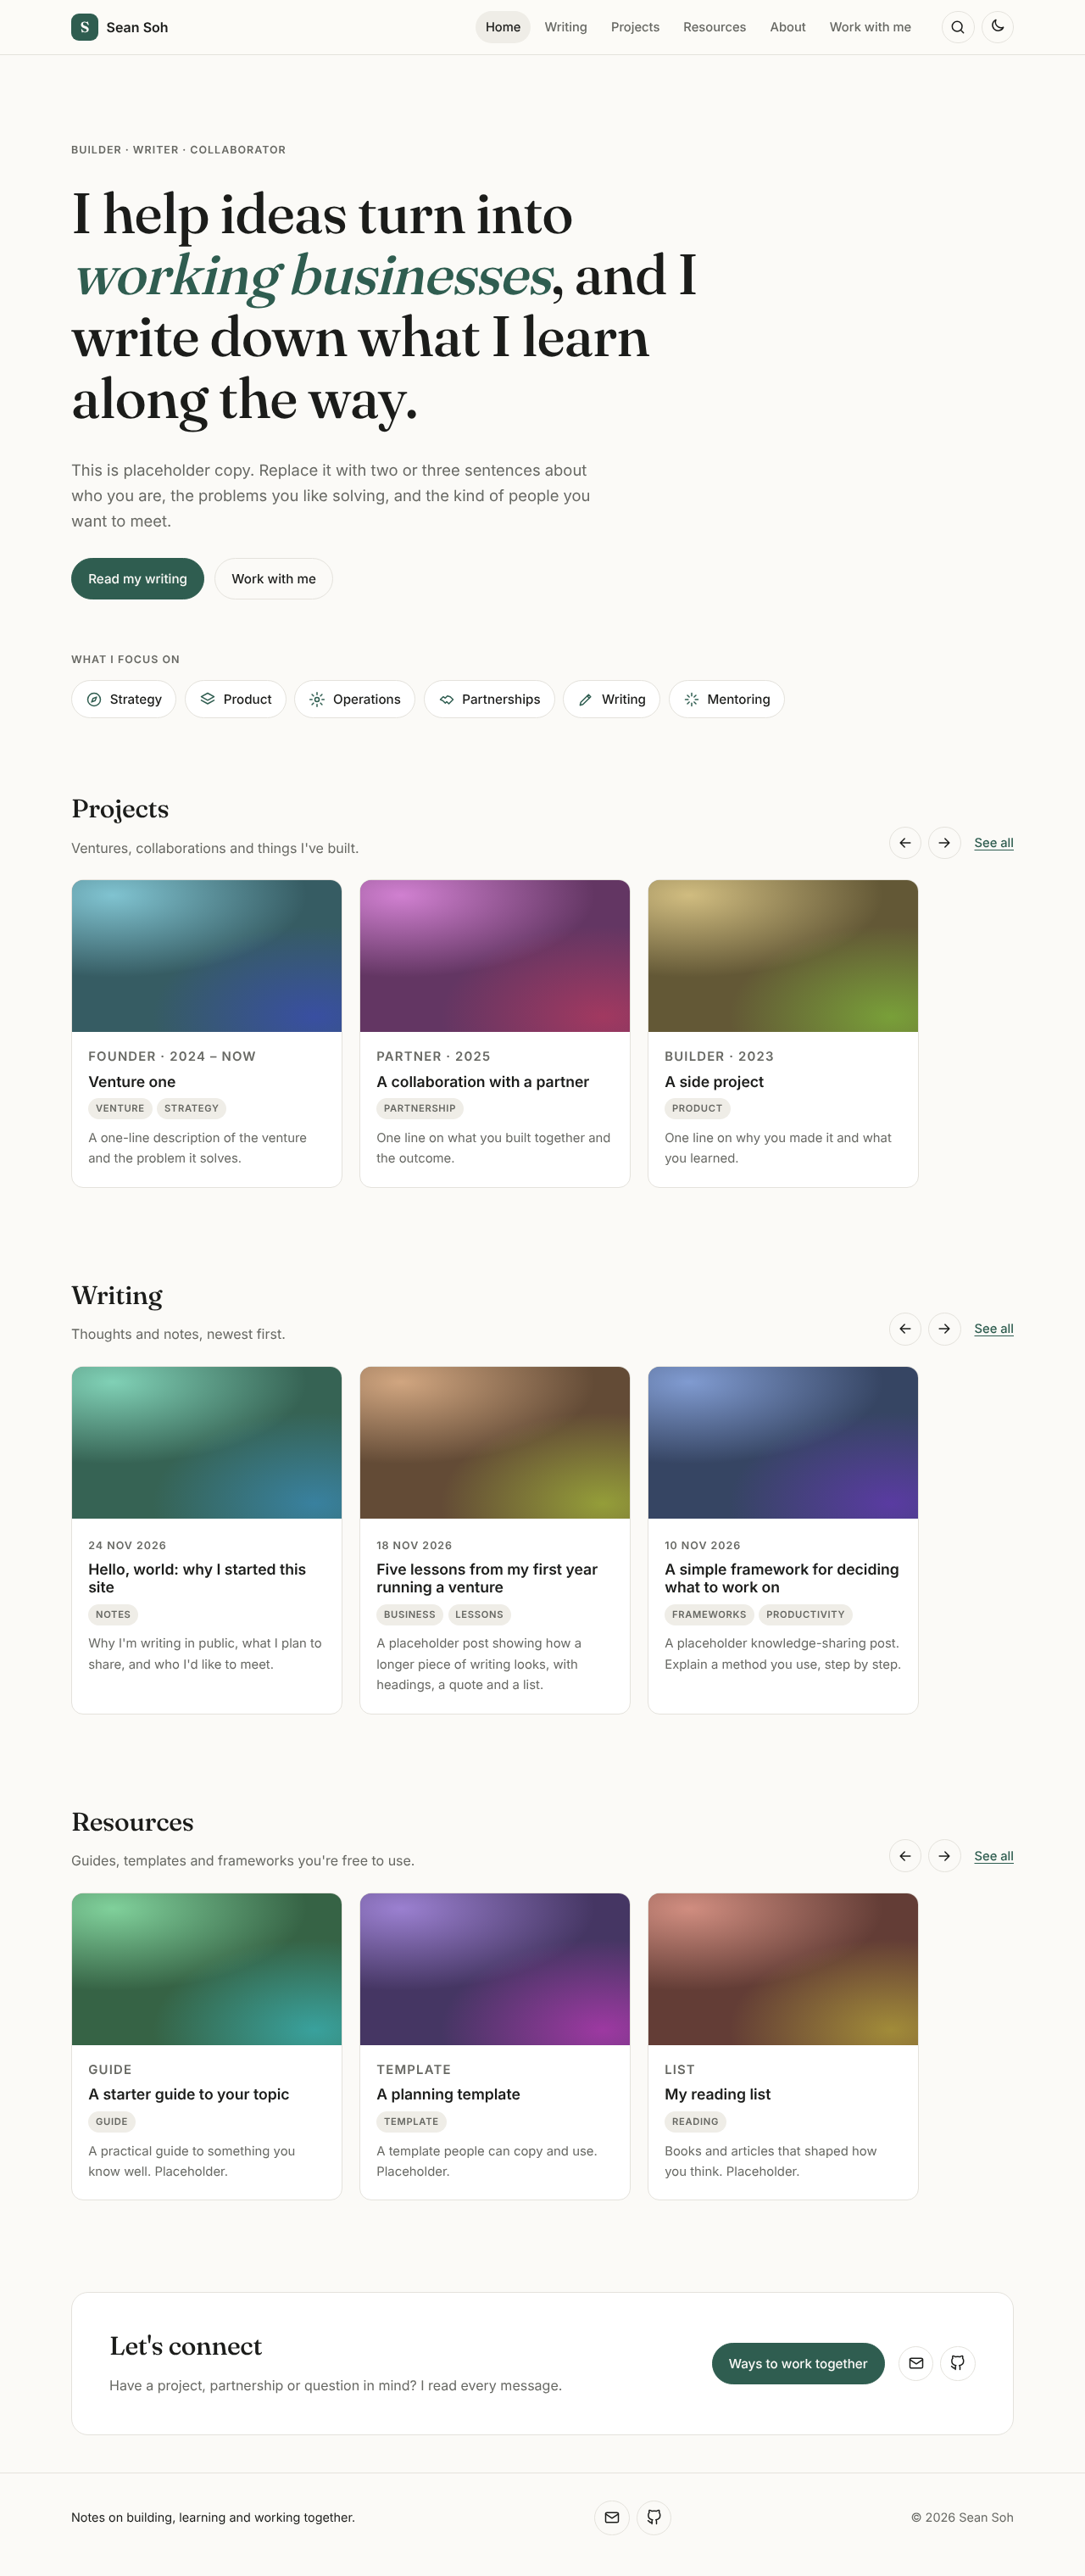 S Sean Soh
Home Writing Projects Resources About Work with me
BUILDER · WRITER · COLLABORATOR
I help ideas turn into
working businesses, and I
write down what I learn
along the way.
This is placeholder copy. Replace it with two or three sentences about
who you are, the problems you like solving, and the kind of people you
want to meet.
Read my writing Work with me
WHAT I FOCUS ON
Strategy Product Operations Partnerships Writing Mentoring
Projects
Ventures, collaborations and things I've built.
See all
FOUNDER · 2024 – NOW
Venture one
VENTURE STRATEGY
A one-line description of the venture
and the problem it solves.
PARTNER · 2025
A collaboration with a partner
PARTNERSHIP
One line on what you built together and
the outcome.
BUILDER · 2023
A side project
PRODUCT
One line on why you made it and what
you learned.
Writing
Thoughts and notes, newest first.
See all
24 NOV 2026
Hello, world: why I started this
site
NOTES
Why I'm writing in public, what I plan to
share, and who I'd like to meet.
18 NOV 2026
Five lessons from my first year
running a venture
BUSINESS LESSONS
A placeholder post showing how a
longer piece of writing looks, with
headings, a quote and a list.
10 NOV 2026
A simple framework for deciding
what to work on
FRAMEWORKS PRODUCTIVITY
A placeholder knowledge-sharing post.
Explain a method you use, step by step.
Resources
Guides, templates and frameworks you're free to use.
See all
GUIDE
A starter guide to your topic
GUIDE
A practical guide to something you
know well. Placeholder.
TEMPLATE
A planning template
TEMPLATE
A template people can copy and use.
Placeholder.
LIST
My reading list
READING
Books and articles that shaped how
you think. Placeholder.
Let's connect
Have a project, partnership or question in mind? I read every message.
Ways to work together
Notes on building, learning and working together.
© 2026 Sean Soh